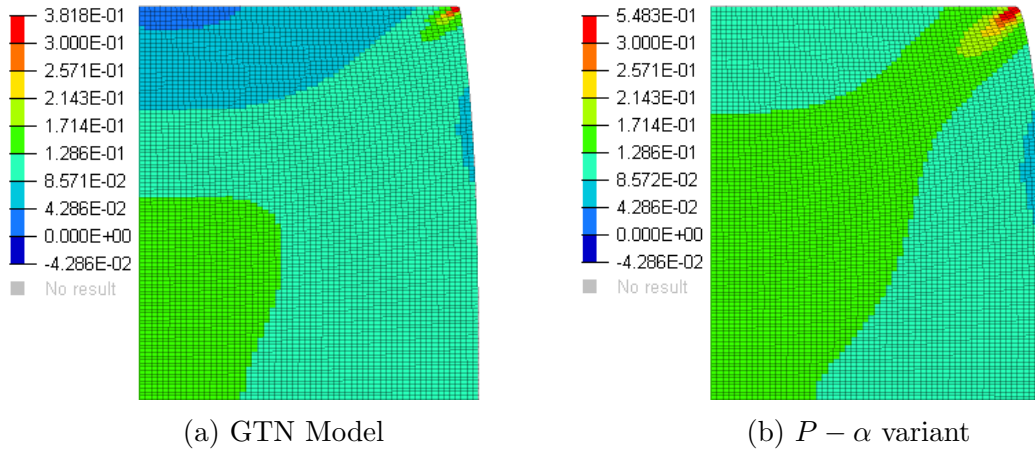 3.818E-01
3.000E-01
2.571E-01
2.143E-01
1.714E-01
1.286E-01
8.571E-02
4.286E-02
0.000E+00
-4.286E-02
No result
5.483E-01
3.000E-01
2.571E-01
2.143E-01
1.714E-01
1.286E-01
8.571E-02
4.286E-02
0.000E+00
-4.286E-02
No result
(a) GTN Model
(b) P − α variant